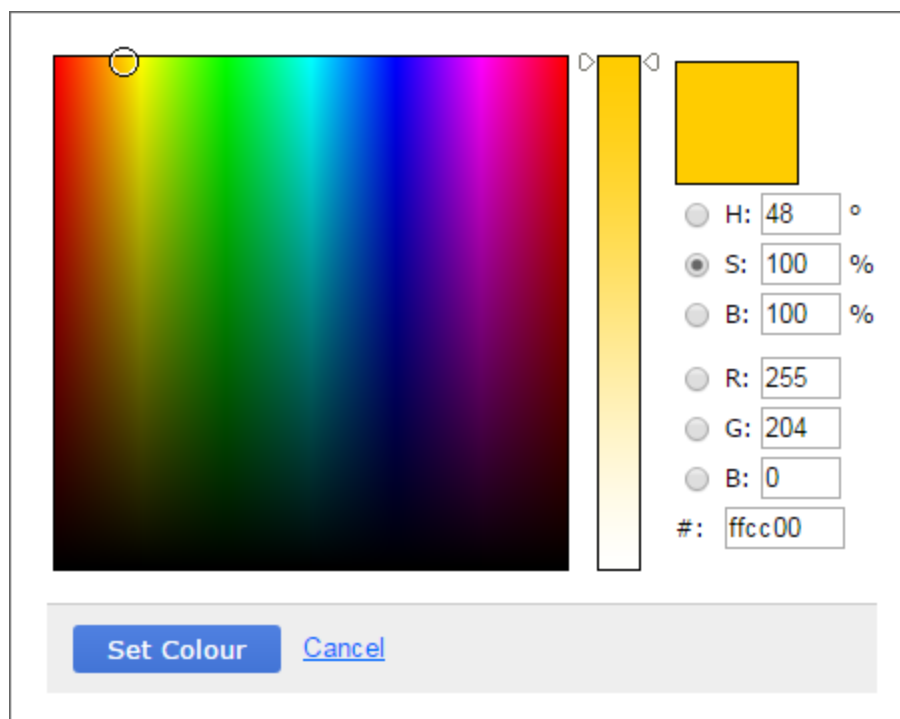 H: 48 °
S: 100 %
B: 100 %
R: 255
G: 204
B: 0
#: ffcc00
Set Colour Cancel